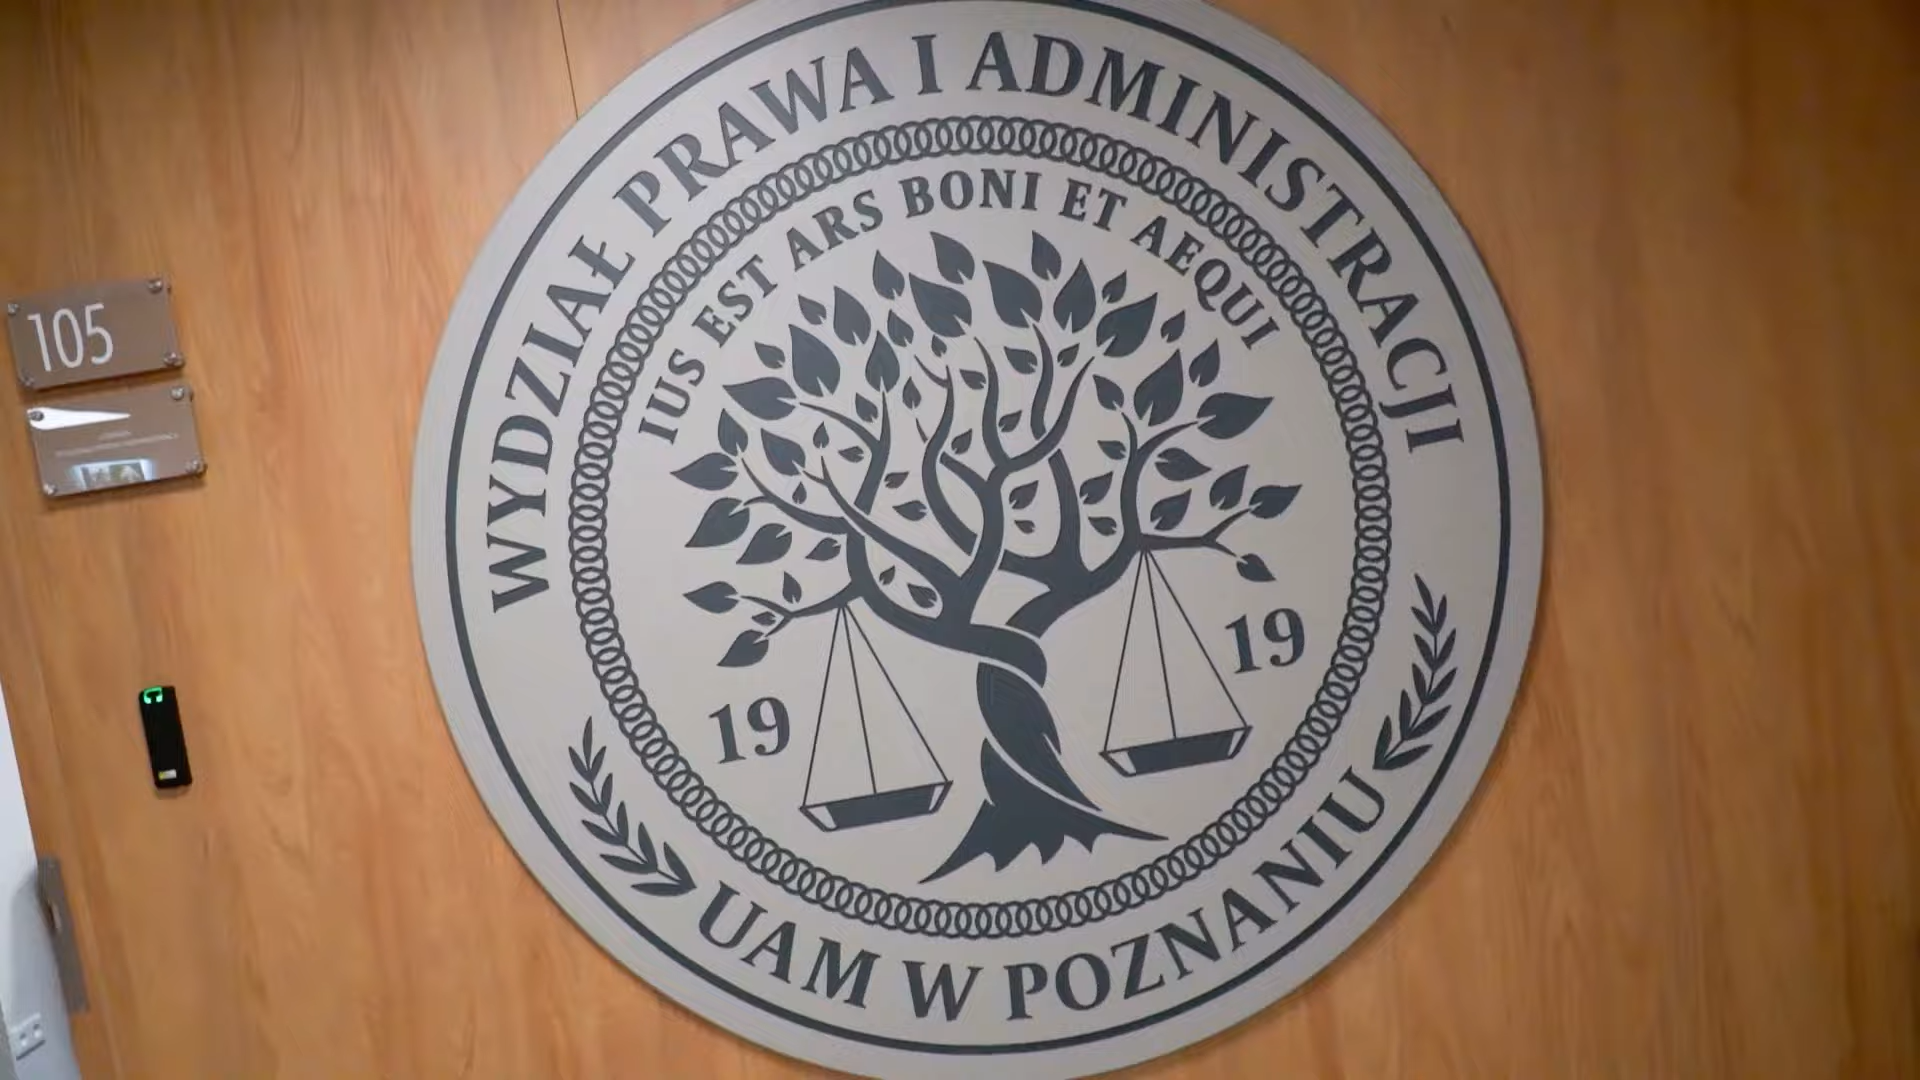 WYDZIAŁ PRAWA I ADMINISTRACJI
IUS EST ARS BONI ET AEQUI
105
19 19
UAM W POZNANIU